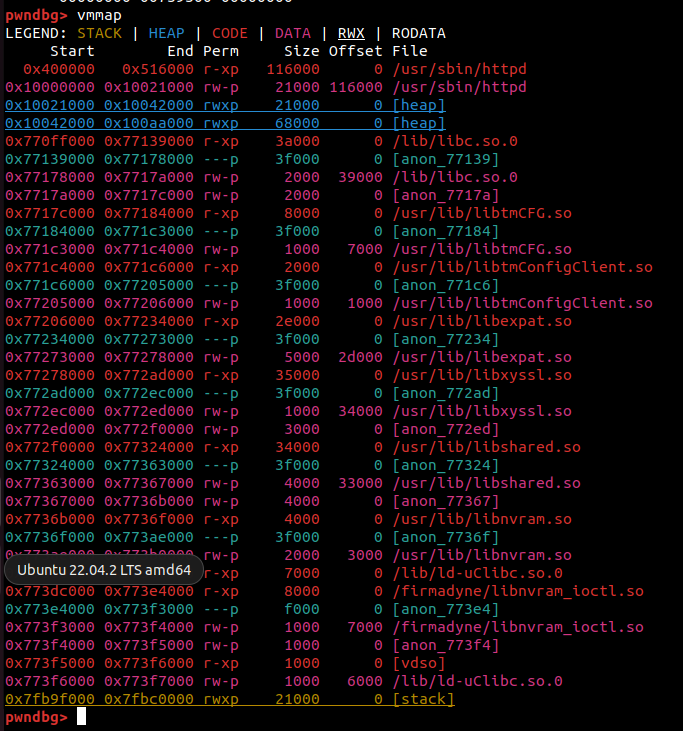 pwndbg> vmmap
LEGEND: STACK | HEAP | CODE | DATA | RWX | RODATA
     Start        End Perm     Size Offset File
  0x400000   0x516000 r-xp   116000      0 /usr/sbin/httpd
0x10000000 0x10021000 rw-p    21000 116000 /usr/sbin/httpd
0x10021000 0x10042000 rwxp    21000      0 [heap]
0x10042000 0x100aa000 rwxp    68000      0 [heap]
0x770ff000 0x77139000 r-xp    3a000      0 /lib/libc.so.0
0x77139000 0x77178000 ---p    3f000      0 [anon_77139]
0x77178000 0x7717a000 rw-p     2000  39000 /lib/libc.so.0
0x7717a000 0x7717c000 rw-p     2000      0 [anon_7717a]
0x7717c000 0x77184000 r-xp     8000      0 /usr/lib/libtmCFG.so
0x77184000 0x771c3000 ---p    3f000      0 [anon_77184]
0x771c3000 0x771c4000 rw-p     1000   7000 /usr/lib/libtmCFG.so
0x771c4000 0x771c6000 r-xp     2000      0 /usr/lib/libtmConfigClient.so
0x771c6000 0x77205000 ---p    3f000      0 [anon_771c6]
0x77205000 0x77206000 rw-p     1000   1000 /usr/lib/libtmConfigClient.so
0x77206000 0x77234000 r-xp    2e000      0 /usr/lib/libexpat.so
0x77234000 0x77273000 ---p    3f000      0 [anon_77234]
0x77273000 0x77278000 rw-p     5000  2d000 /usr/lib/libexpat.so
0x77278000 0x772ad000 r-xp    35000      0 /usr/lib/libxyssl.so
0x772ad000 0x772ec000 ---p    3f000      0 [anon_772ad]
0x772ec000 0x772ed000 rw-p     1000  34000 /usr/lib/libxyssl.so
0x772ed000 0x772f0000 rw-p     3000      0 [anon_772ed]
0x772f0000 0x77324000 r-xp    34000      0 /usr/lib/libshared.so
0x77324000 0x77363000 ---p    3f000      0 [anon_77324]
0x77363000 0x77367000 rw-p     4000  33000 /usr/lib/libshared.so
0x77367000 0x7736b000 rw-p     4000      0 [anon_77367]
0x7736b000 0x7736f000 r-xp     4000      0 /usr/lib/libnvram.so
0x7736f000 0x773ae000 ---p    3f000      0 [anon_7736f]
rw-p     2000   3000 /usr/lib/libnvram.so
Ubuntu 22.04.2 LTS amd64
r-xp     7000      0 /lib/ld-uClibc.so.0
0x773dc000 0x773e4000 r-xp     8000      0 /firmadyne/libnvram_ioctl.so
0x773e4000 0x773f3000 ---p     f000      0 [anon_773e4]
0x773f3000 0x773f4000 rw-p     1000   7000 /firmadyne/libnvram_ioctl.so
0x773f4000 0x773f5000 rw-p     1000      0 [anon_773f4]
0x773f5000 0x773f6000 r-xp     1000      0 [vdso]
0x773f6000 0x773f7000 rw-p     1000   6000 /lib/ld-uClibc.so.0
0x7fb9f000 0x7fbc0000 rwxp    21000      0 [stack]
pwndbg>